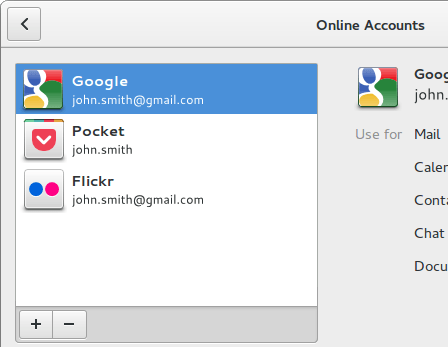 Online Accounts
Google
john.smith@gmail.com
Pocket
john.smith
Flickr
john.smith@gmail.com
Goog
john.
Use for Mail
Calen
Conta
Chat
Docu